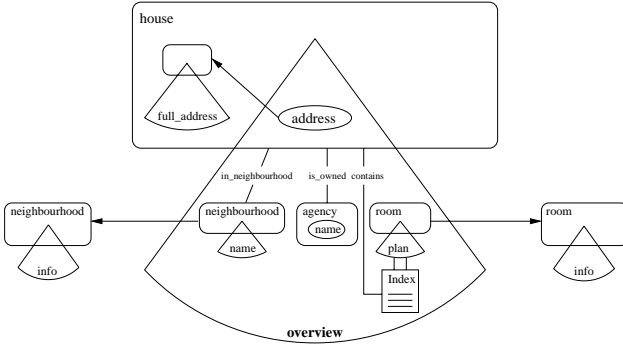 house
full_address
address
in_neighbourhood is_owned contains
neighbourhood neighbourhood agency room room
name
info name plan info
Index
overview